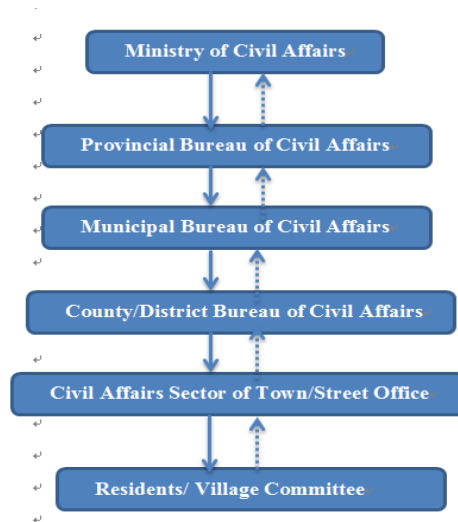 Ministry of Civil Affairs
Provincial Bureau of Civil Affairs
Municipal Bureau of Civil Affairs
County/District Bureau of Civil Affairs
Civil Affairs Sector of Town/Street Office
Residents/ Village Committee